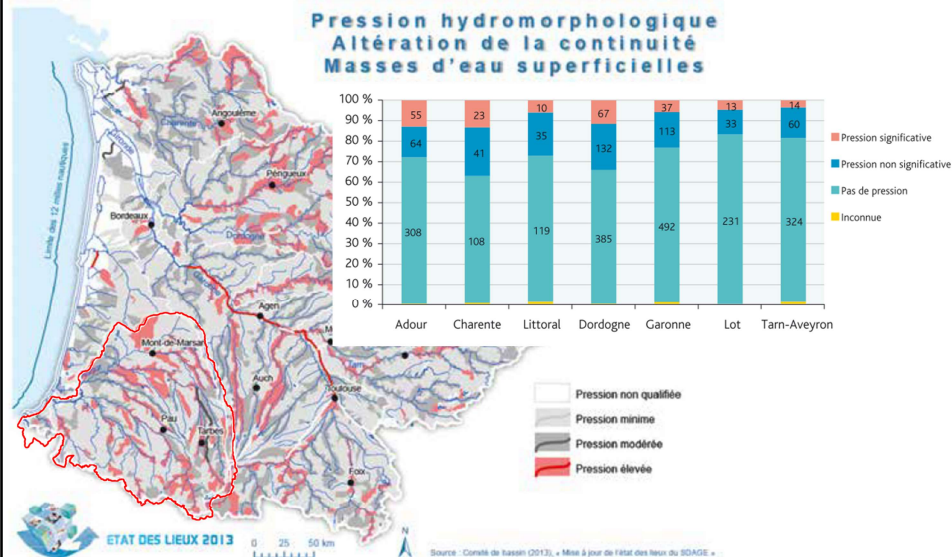 Pression hydromorphologique
Altération de la continuité
Masses d'eau superficielles
100 %
90 %
80 %
70 %
60 %
50 %
40 %
30 %
20 %
10 %
0 %
55
23
10
67
37
13
14
64
41
35
132
113
33
60
308
108
119
385
492
231
324
Adour
Charente
Littoral
Dordogne
Garonne
Lot
Tarn-Aveyron
Pression significative
Pression non significative
Pas de pression
Inconnue
Limite des 12 milles nautiques
Angoulême
Charente
Gironde
Périgueux
Bordeaux
Dordogne
Garonne
Agen
Mont-de-Marsan
Tarn
Auch
Toulouse
Pau
Tarbes
Foix
Pression non qualifiée
Pression minime
Pression modérée
Pression élevée
ETAT DES LIEUX 2013
0 25 50 km
N
Source : Comité de bassin (2013), « Mise à jour de l'état des lieux du SDAGE »